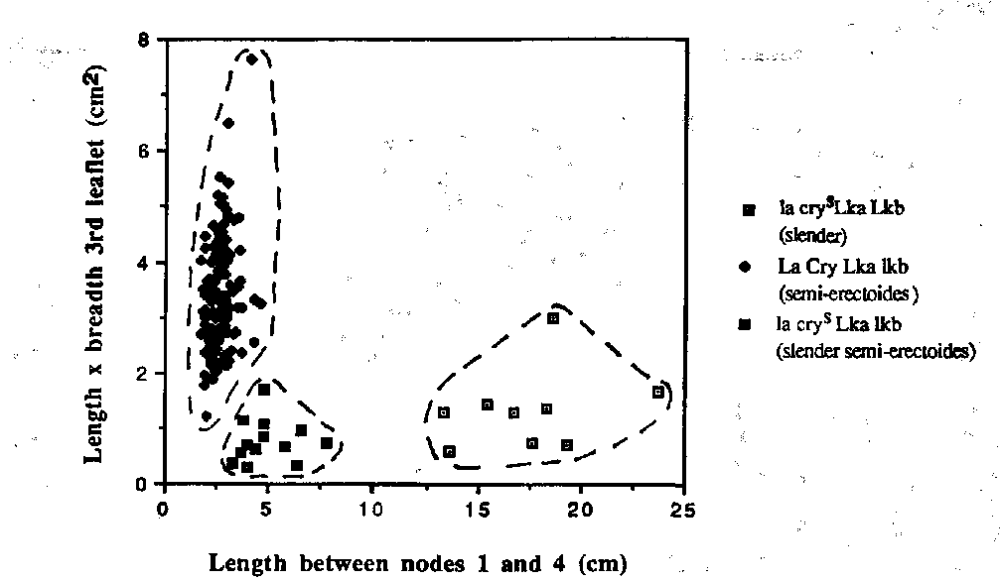 Length x breadth 3rd leaflet (cm²)
8
6
4
2
0
0 5 10 15 20 25
Length between nodes 1 and 4 (cm)
la cryˢLka Lkb
(slender)
La Cry Lka lkb
(semi-erectoides)
la cryˢ Lka lkb
(slender semi-erectoides)